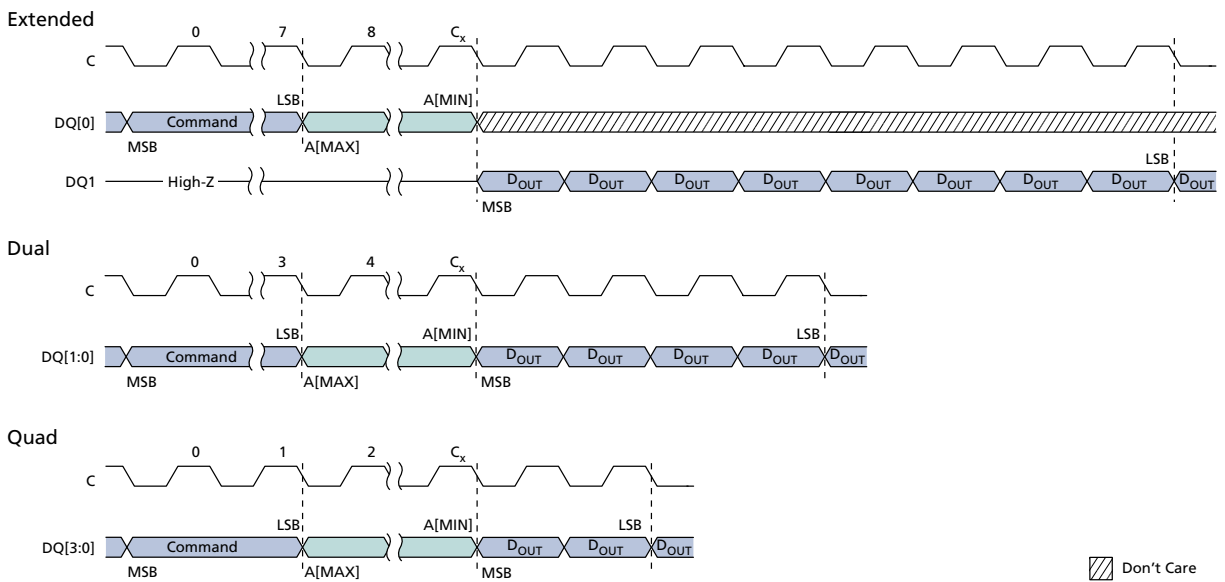 Extended
0 7 8 Cx
C
LSB A[MIN]
DQ[0] Command
MSB A[MAX]
LSB
DQ1 High-Z DOUT DOUT DOUT DOUT DOUT DOUT DOUT DOUT DOUT
MSB
Dual
0 3 4 Cx
C
LSB A[MIN] LSB
DQ[1:0] Command DOUT DOUT DOUT DOUT DOUT
MSB A[MAX] MSB
Quad
0 1 2 Cx
C
LSB A[MIN] LSB
DQ[3:0] Command DOUT DOUT DOUT
MSB A[MAX] MSB
Don't Care